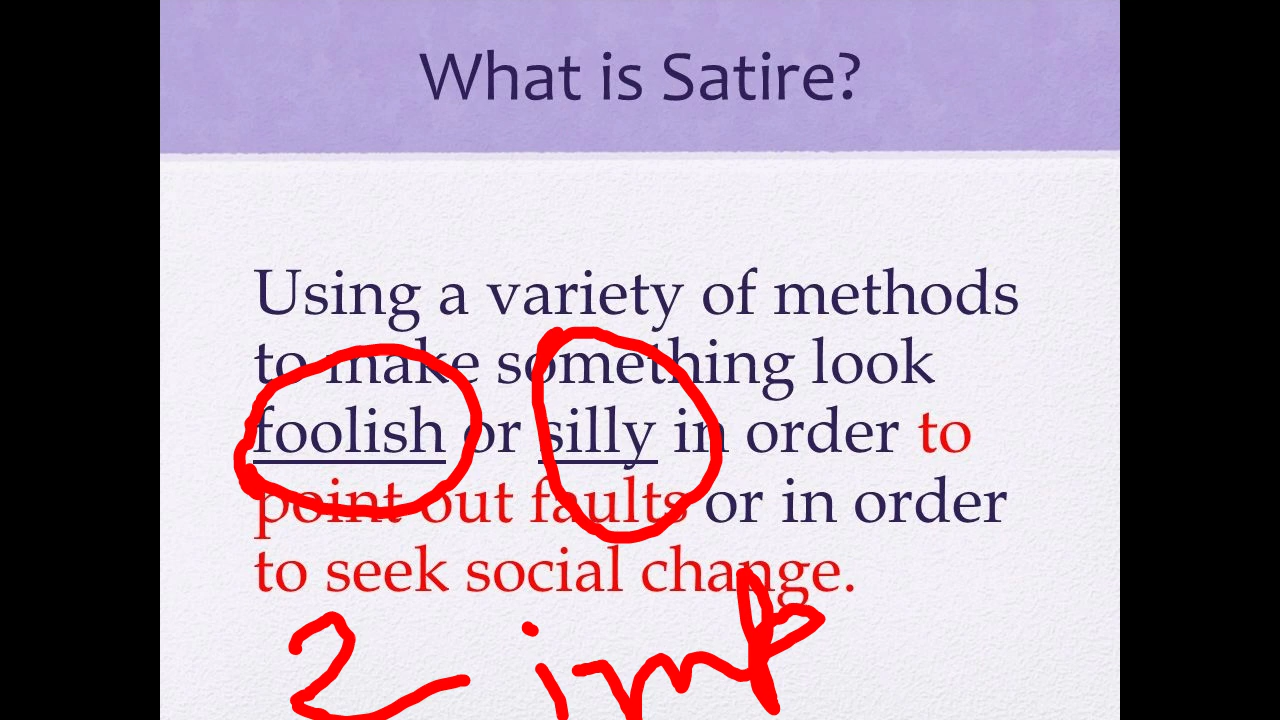 What is Satire?
Using a variety of methods
to make something look
foolish or silly in order to
point out faults or in order
to seek social change.
2 imp